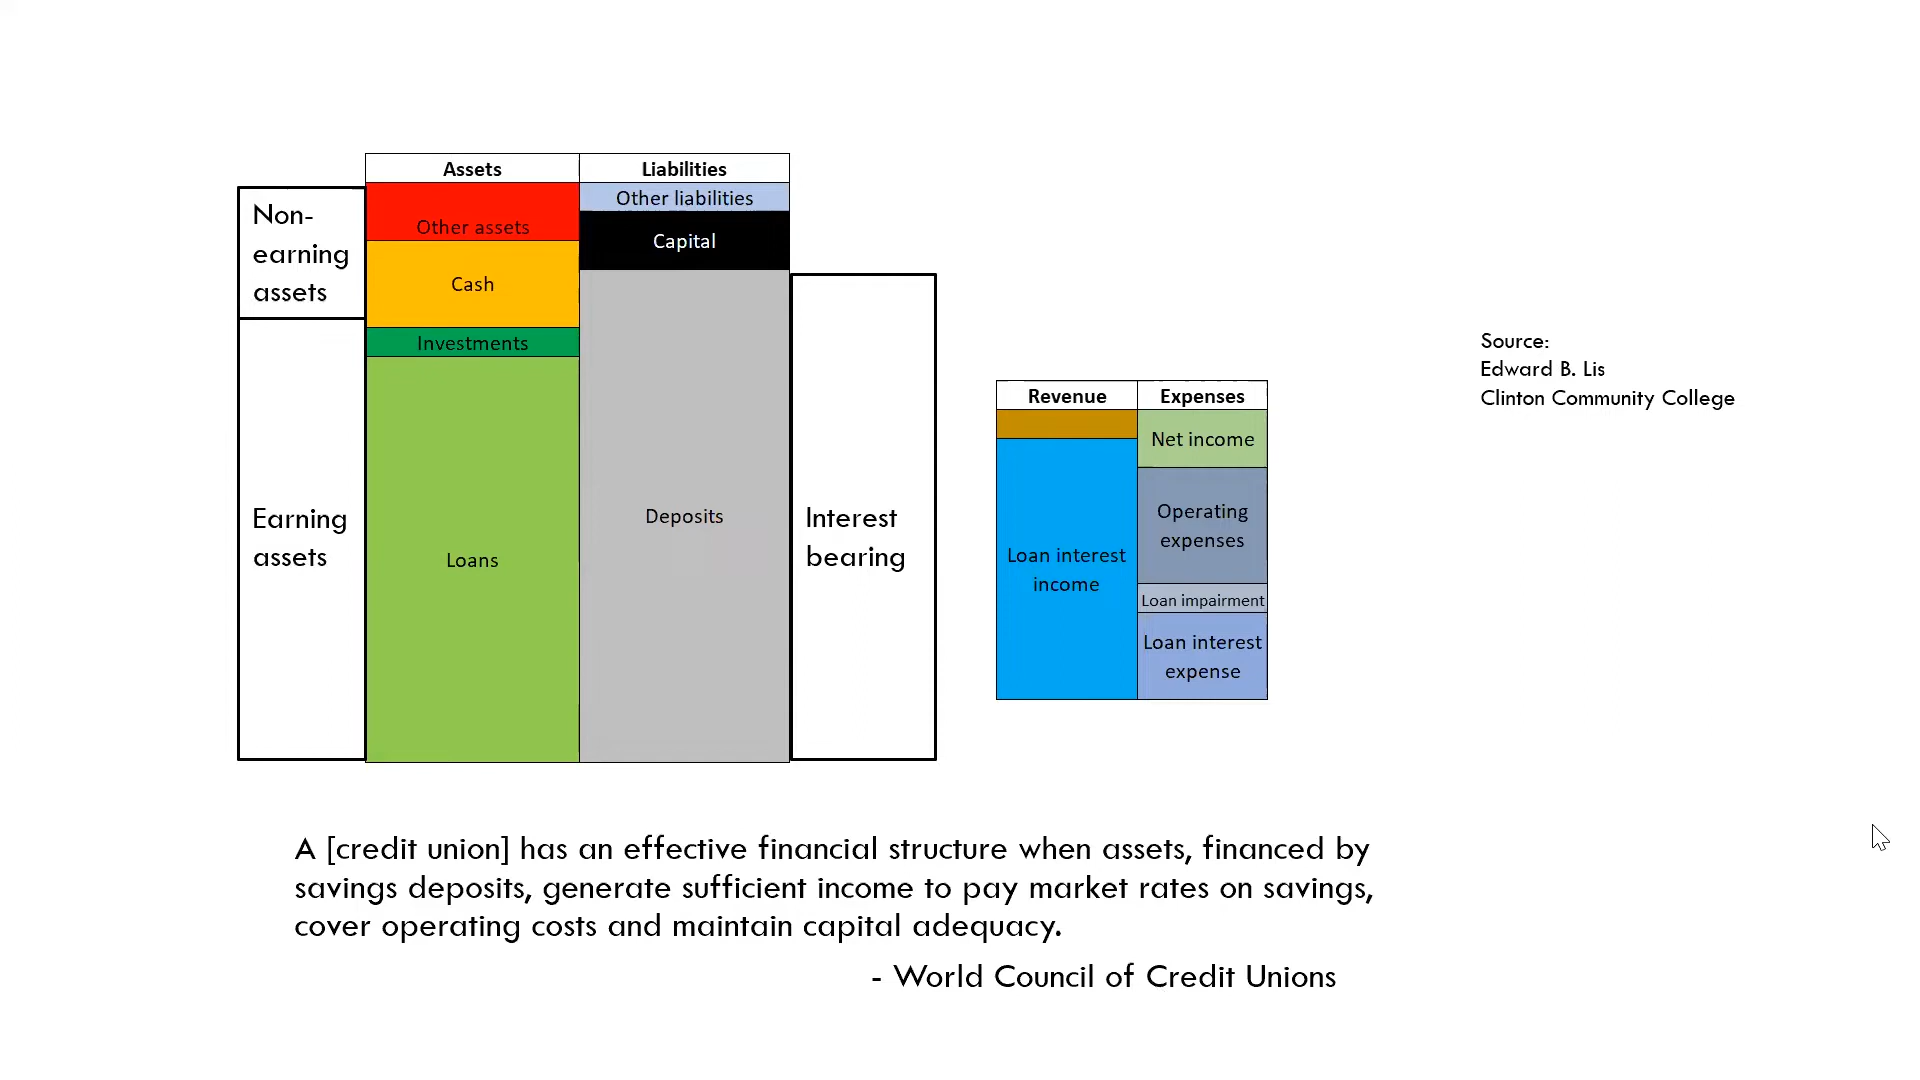 Assets
Liabilities
Non-
earning
assets
Other assets
Other liabilities
Cash
Capital
Investments
Earning
assets
Loans
Deposits
Interest
bearing
Revenue
Expenses
Net income
Operating
expenses
Loan interest
income
Loan impairment
Loan interest
expense
Source:
Edward B. Lis
Clinton Community College
A [credit union] has an effective financial structure when assets, financed by
savings deposits, generate sufficient income to pay market rates on savings,
cover operating costs and maintain capital adequacy.
- World Council of Credit Unions